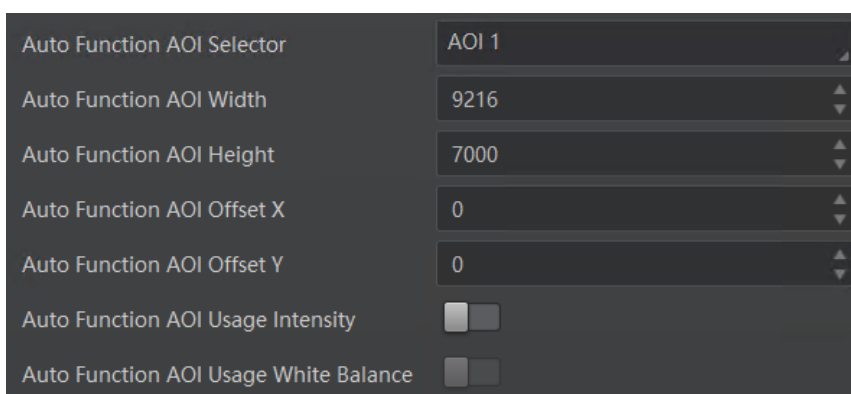 Auto Function AOI Selector AOI 1
Auto Function AOI Width 9216
Auto Function AOI Height 7000
Auto Function AOI Offset X 0
Auto Function AOI Offset Y 0
Auto Function AOI Usage Intensity
Auto Function AOI Usage White Balance